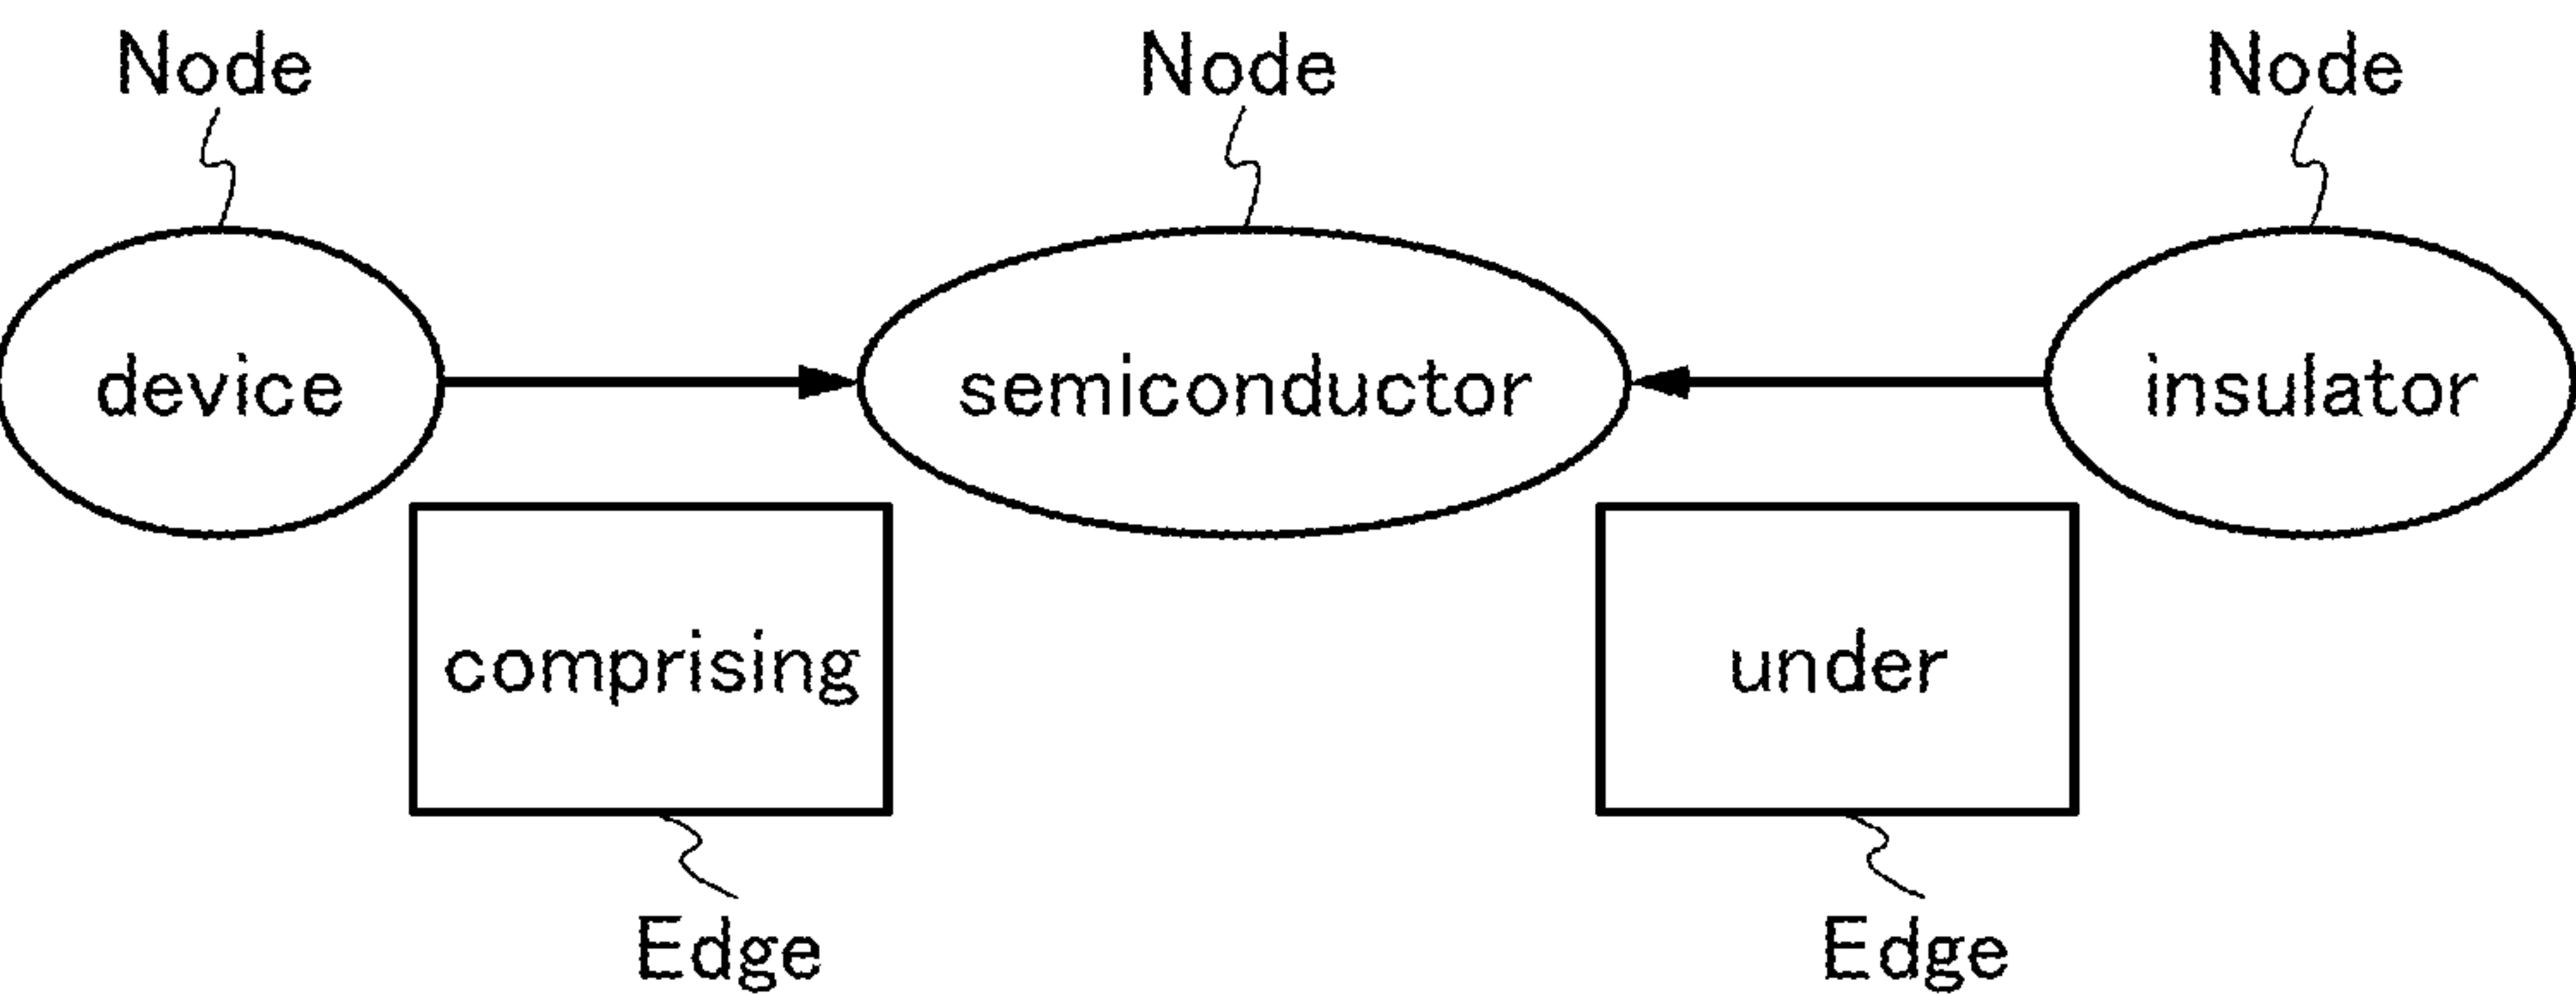 Node Node Node
device semiconductor insulator
comprising under
Edge Edge